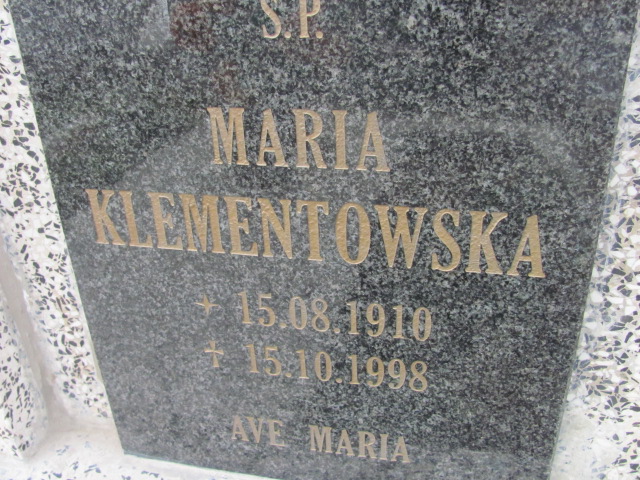 S.P.
MARIA
KLEMENTOWSKA
+ 15.08.1910
+ 15.10.1998
AVE MARIA